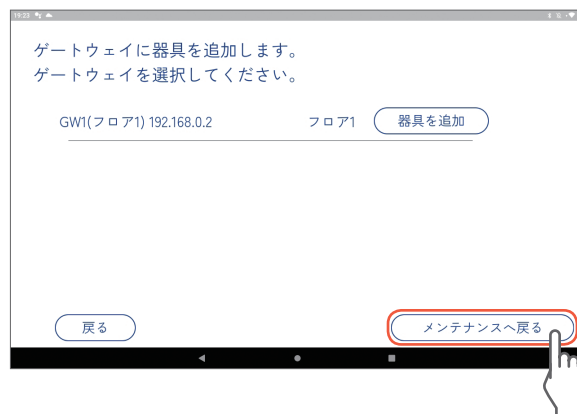 19:23
ゲートウェイに器具を追加します。
ゲートウェイを選択してください。
GW1(フロア1) 192.168.0.2 フロア1 器具を追加
戻る メンテナンスへ戻る